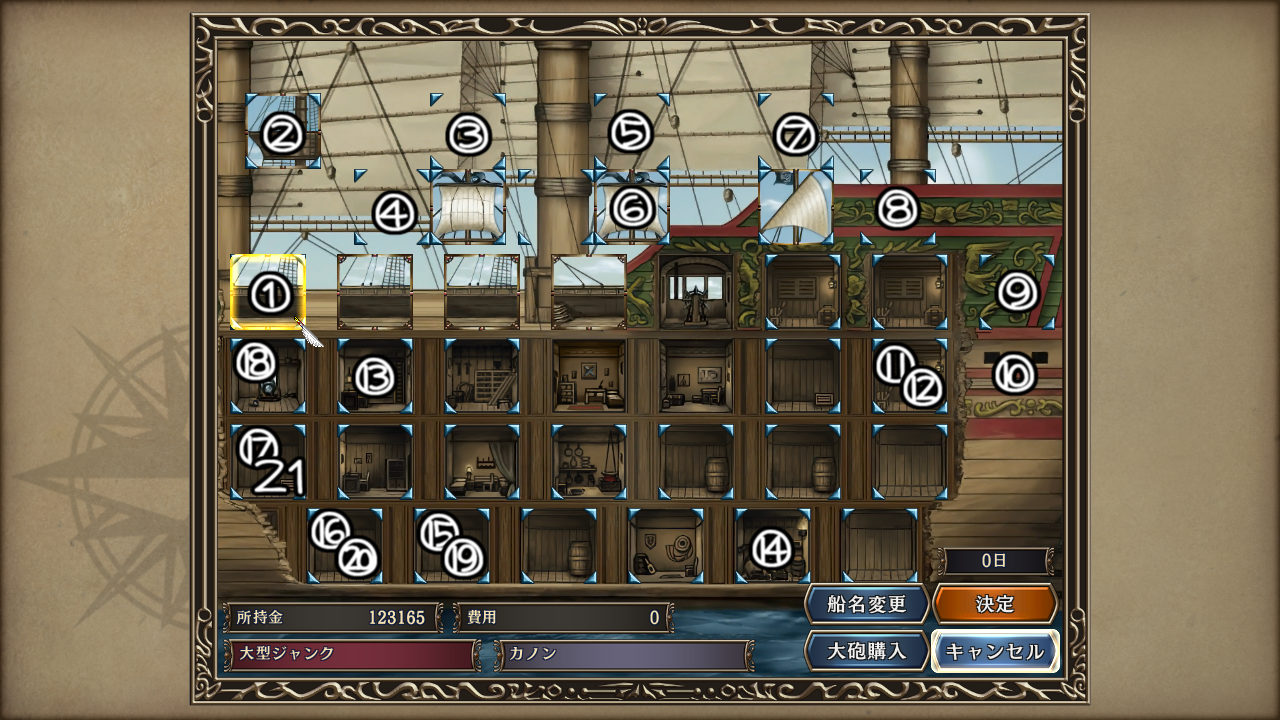 ② ③ ⑤ ⑦
④ ⑥ ⑧
① ⑨
⑱ ⑬ ⑪ ⑫ ⑩
⑰ 21
⑯ ⑳ ⑮ ⑲ ⑭
0日
所持金 123165 費用 0 船名変更 決定
大型ジャンク カノン 大砲購入 キャンセル